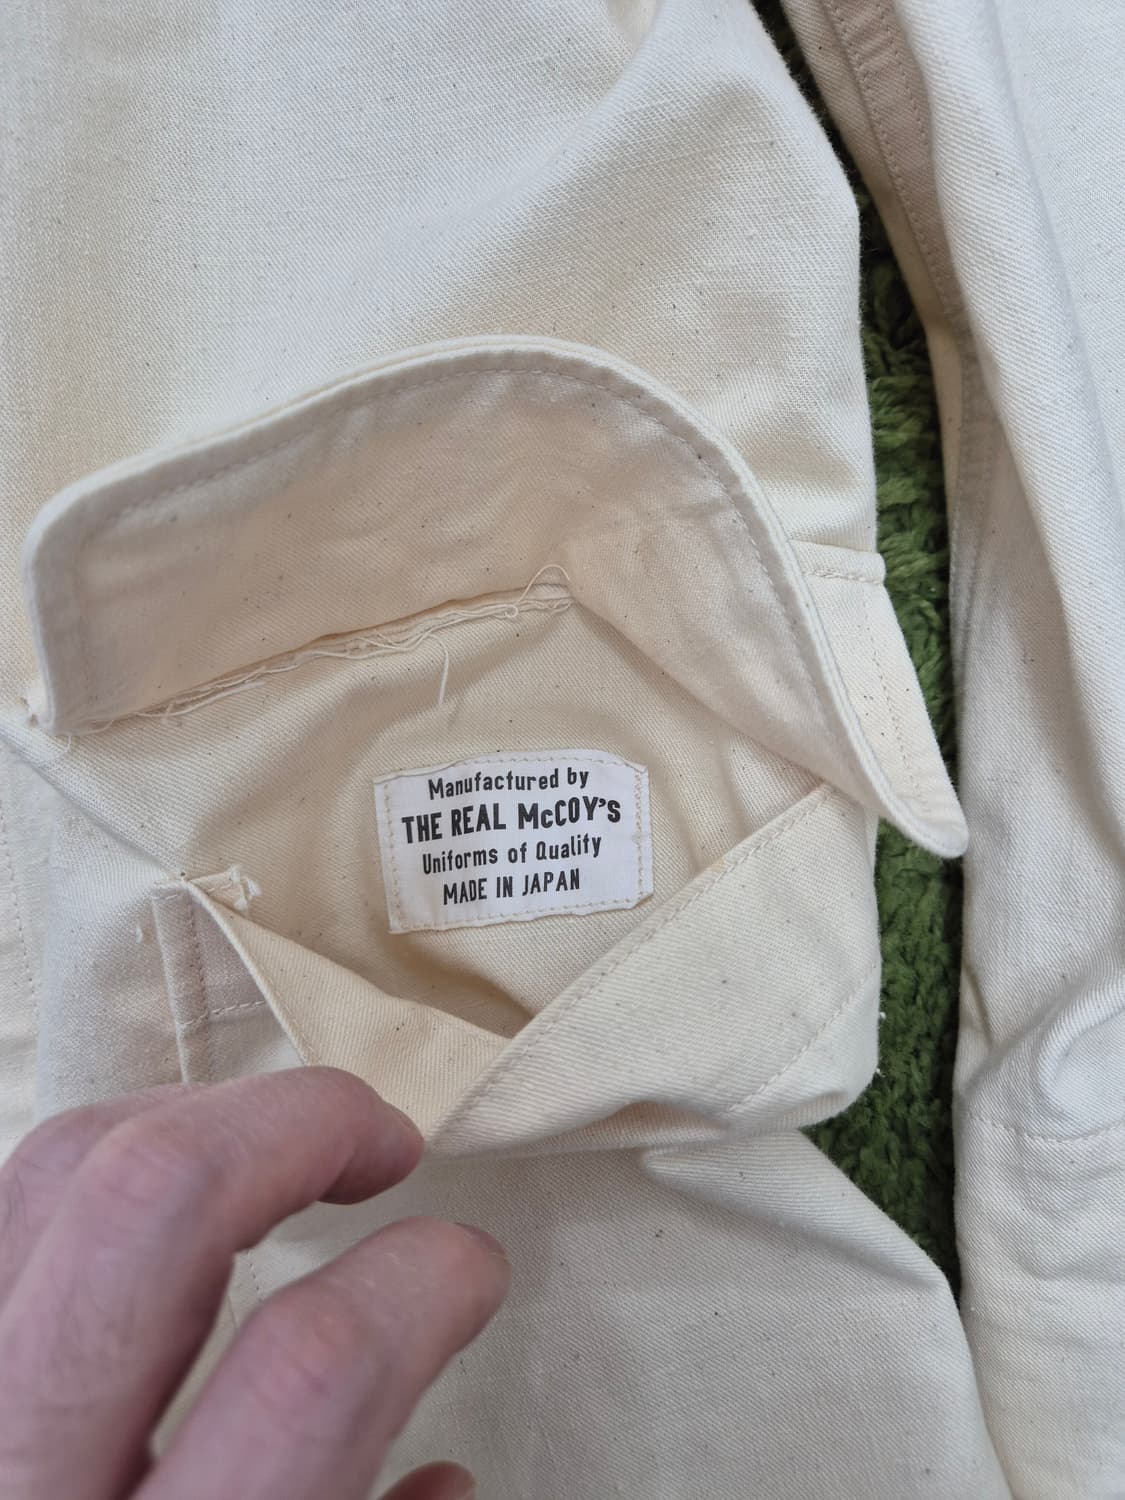 Manufactured by
THE REAL McCOY'S
Uniforms of Quality
MADE IN JAPAN